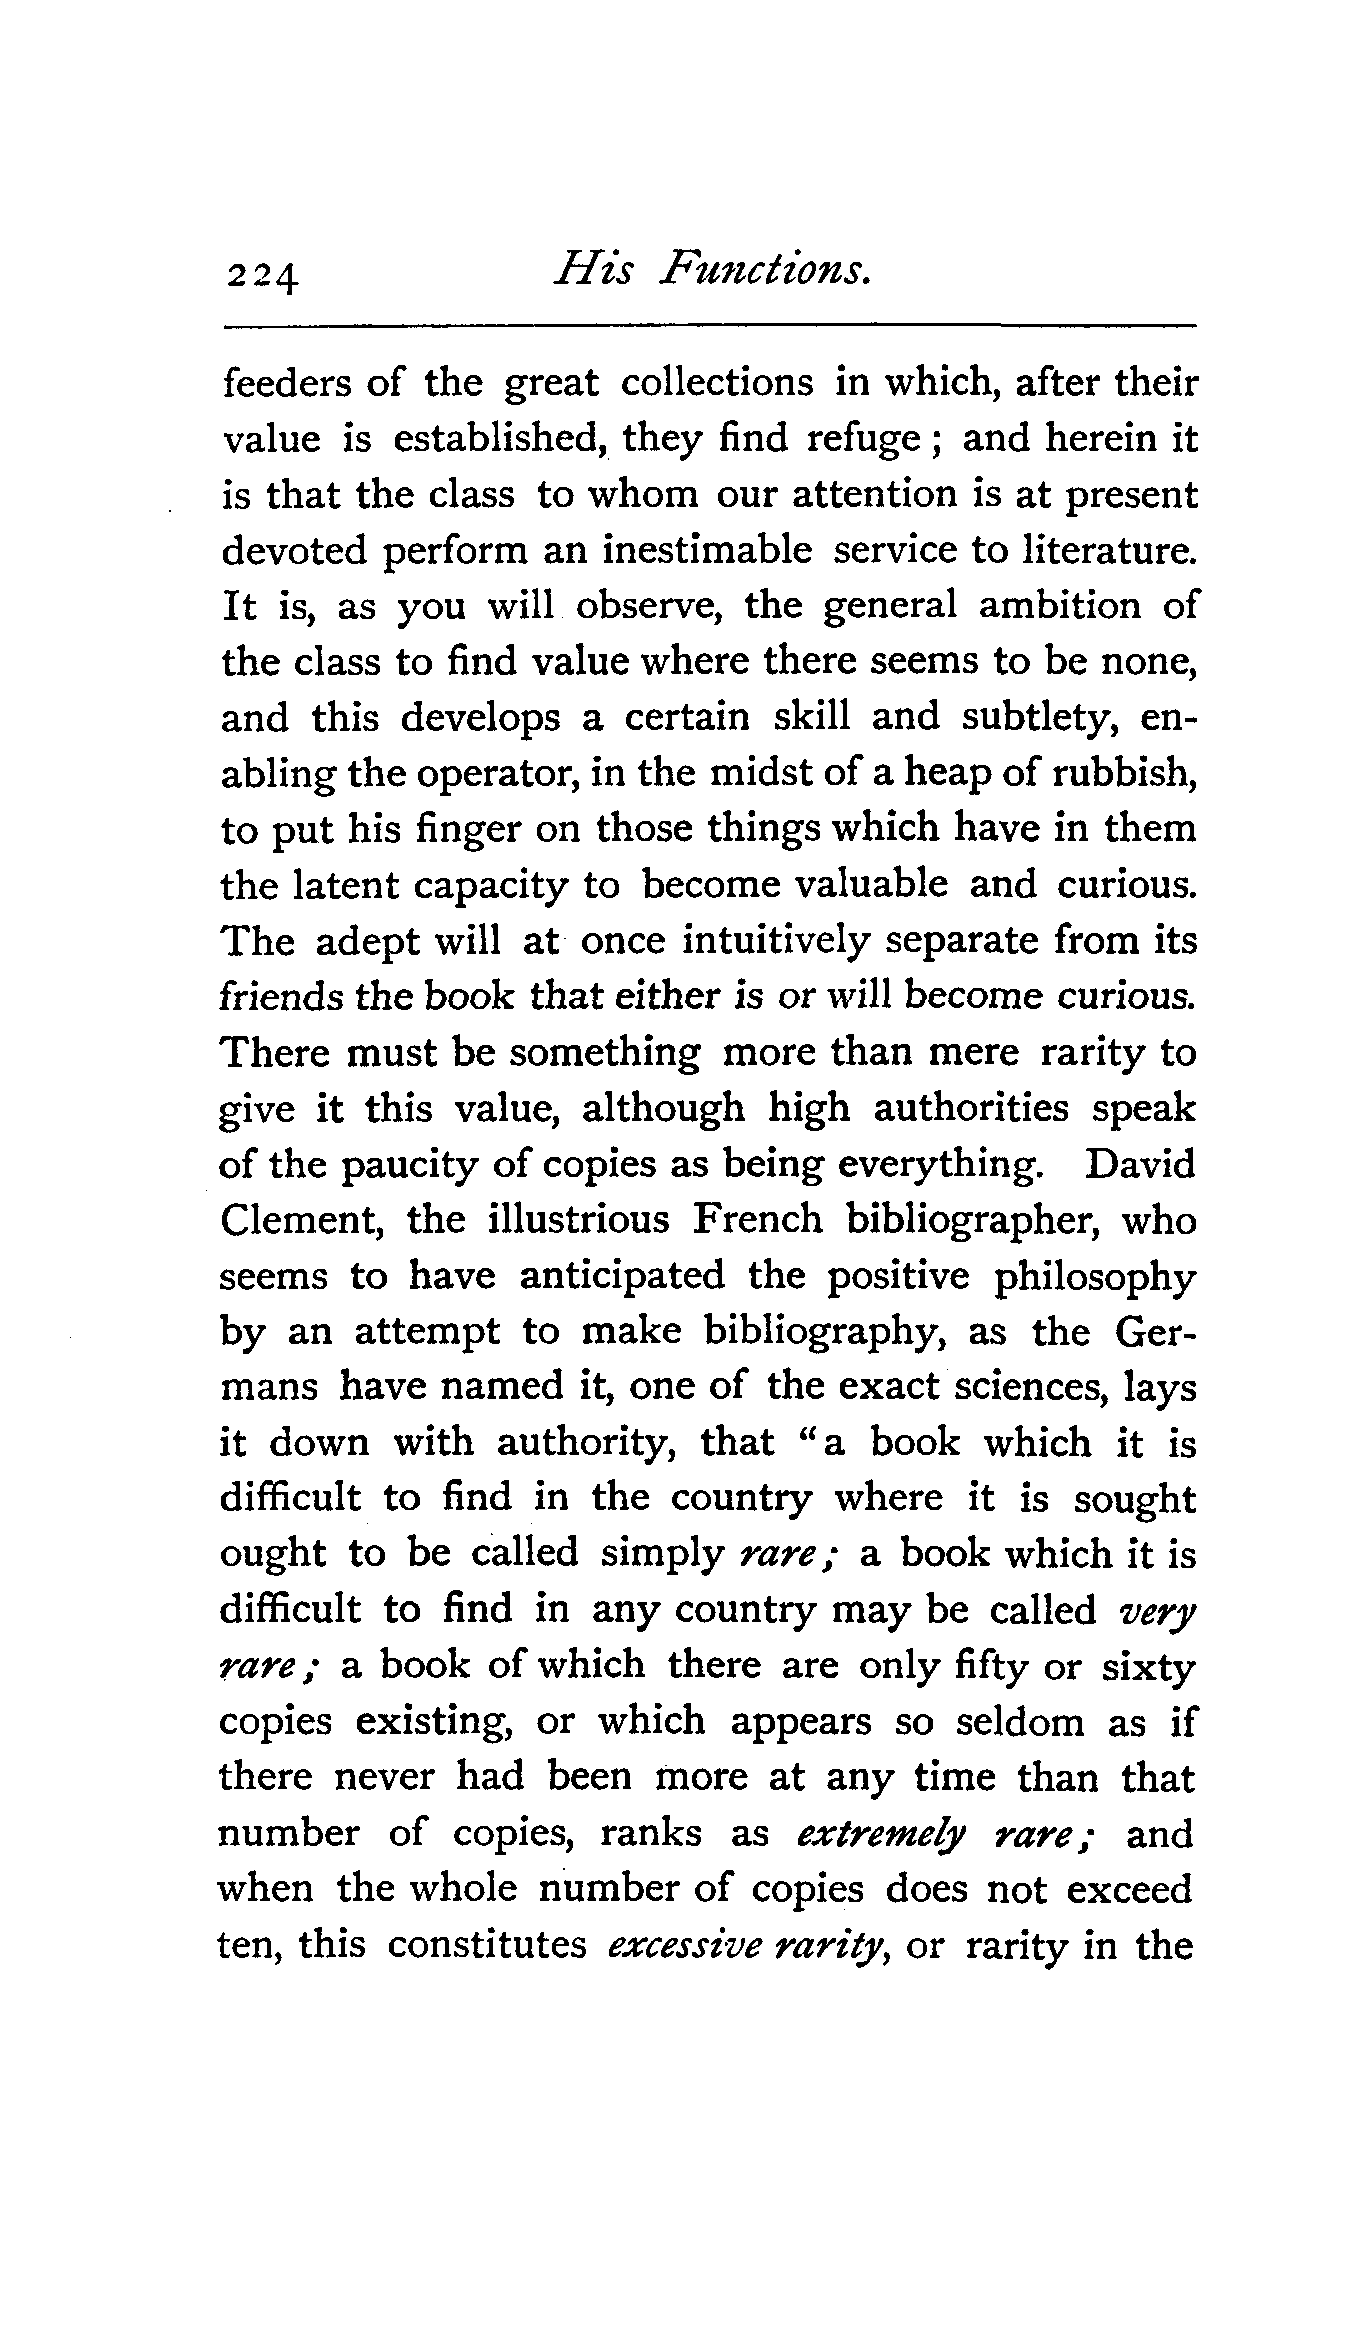 224 His Functions.
feeders of the great collections in which, after their
value is established, they find refuge ; and herein it
is that the class to whom our attention is at present
devoted perform an inestimable service to literature.
It is, as you will observe, the general ambition of
the class to find value where there seems to be none,
and this develops a certain skill and subtlety, en-
abling the operator, in the midst of a heap of rubbish,
to put his finger on those things which have in them
the latent capacity to become valuable and curious.
The adept will at once intuitively separate from its
friends the book that either is or will become curious.
There must be something more than mere rarity to
give it this value, although high authorities speak
of the paucity of copies as being everything. David
Clement, the illustrious French bibliographer, who
seems to have anticipated the positive philosophy
by an attempt to make bibliography, as the Ger-
mans have named it, one of the exact sciences, lays
it down with authority, that “ a book which it is
difficult to find in the country where it is sought
ought to be called simply rare ; a book which it is
difficult to find in any country may be called very
rare ; a book of which there are only fifty or sixty
copies existing, or which appears so seldom as if
there never had been more at any time than that
number of copies, ranks as extremely rare ; and
when the whole number of copies does not exceed
ten, this constitutes excessive rarity, or rarity in the